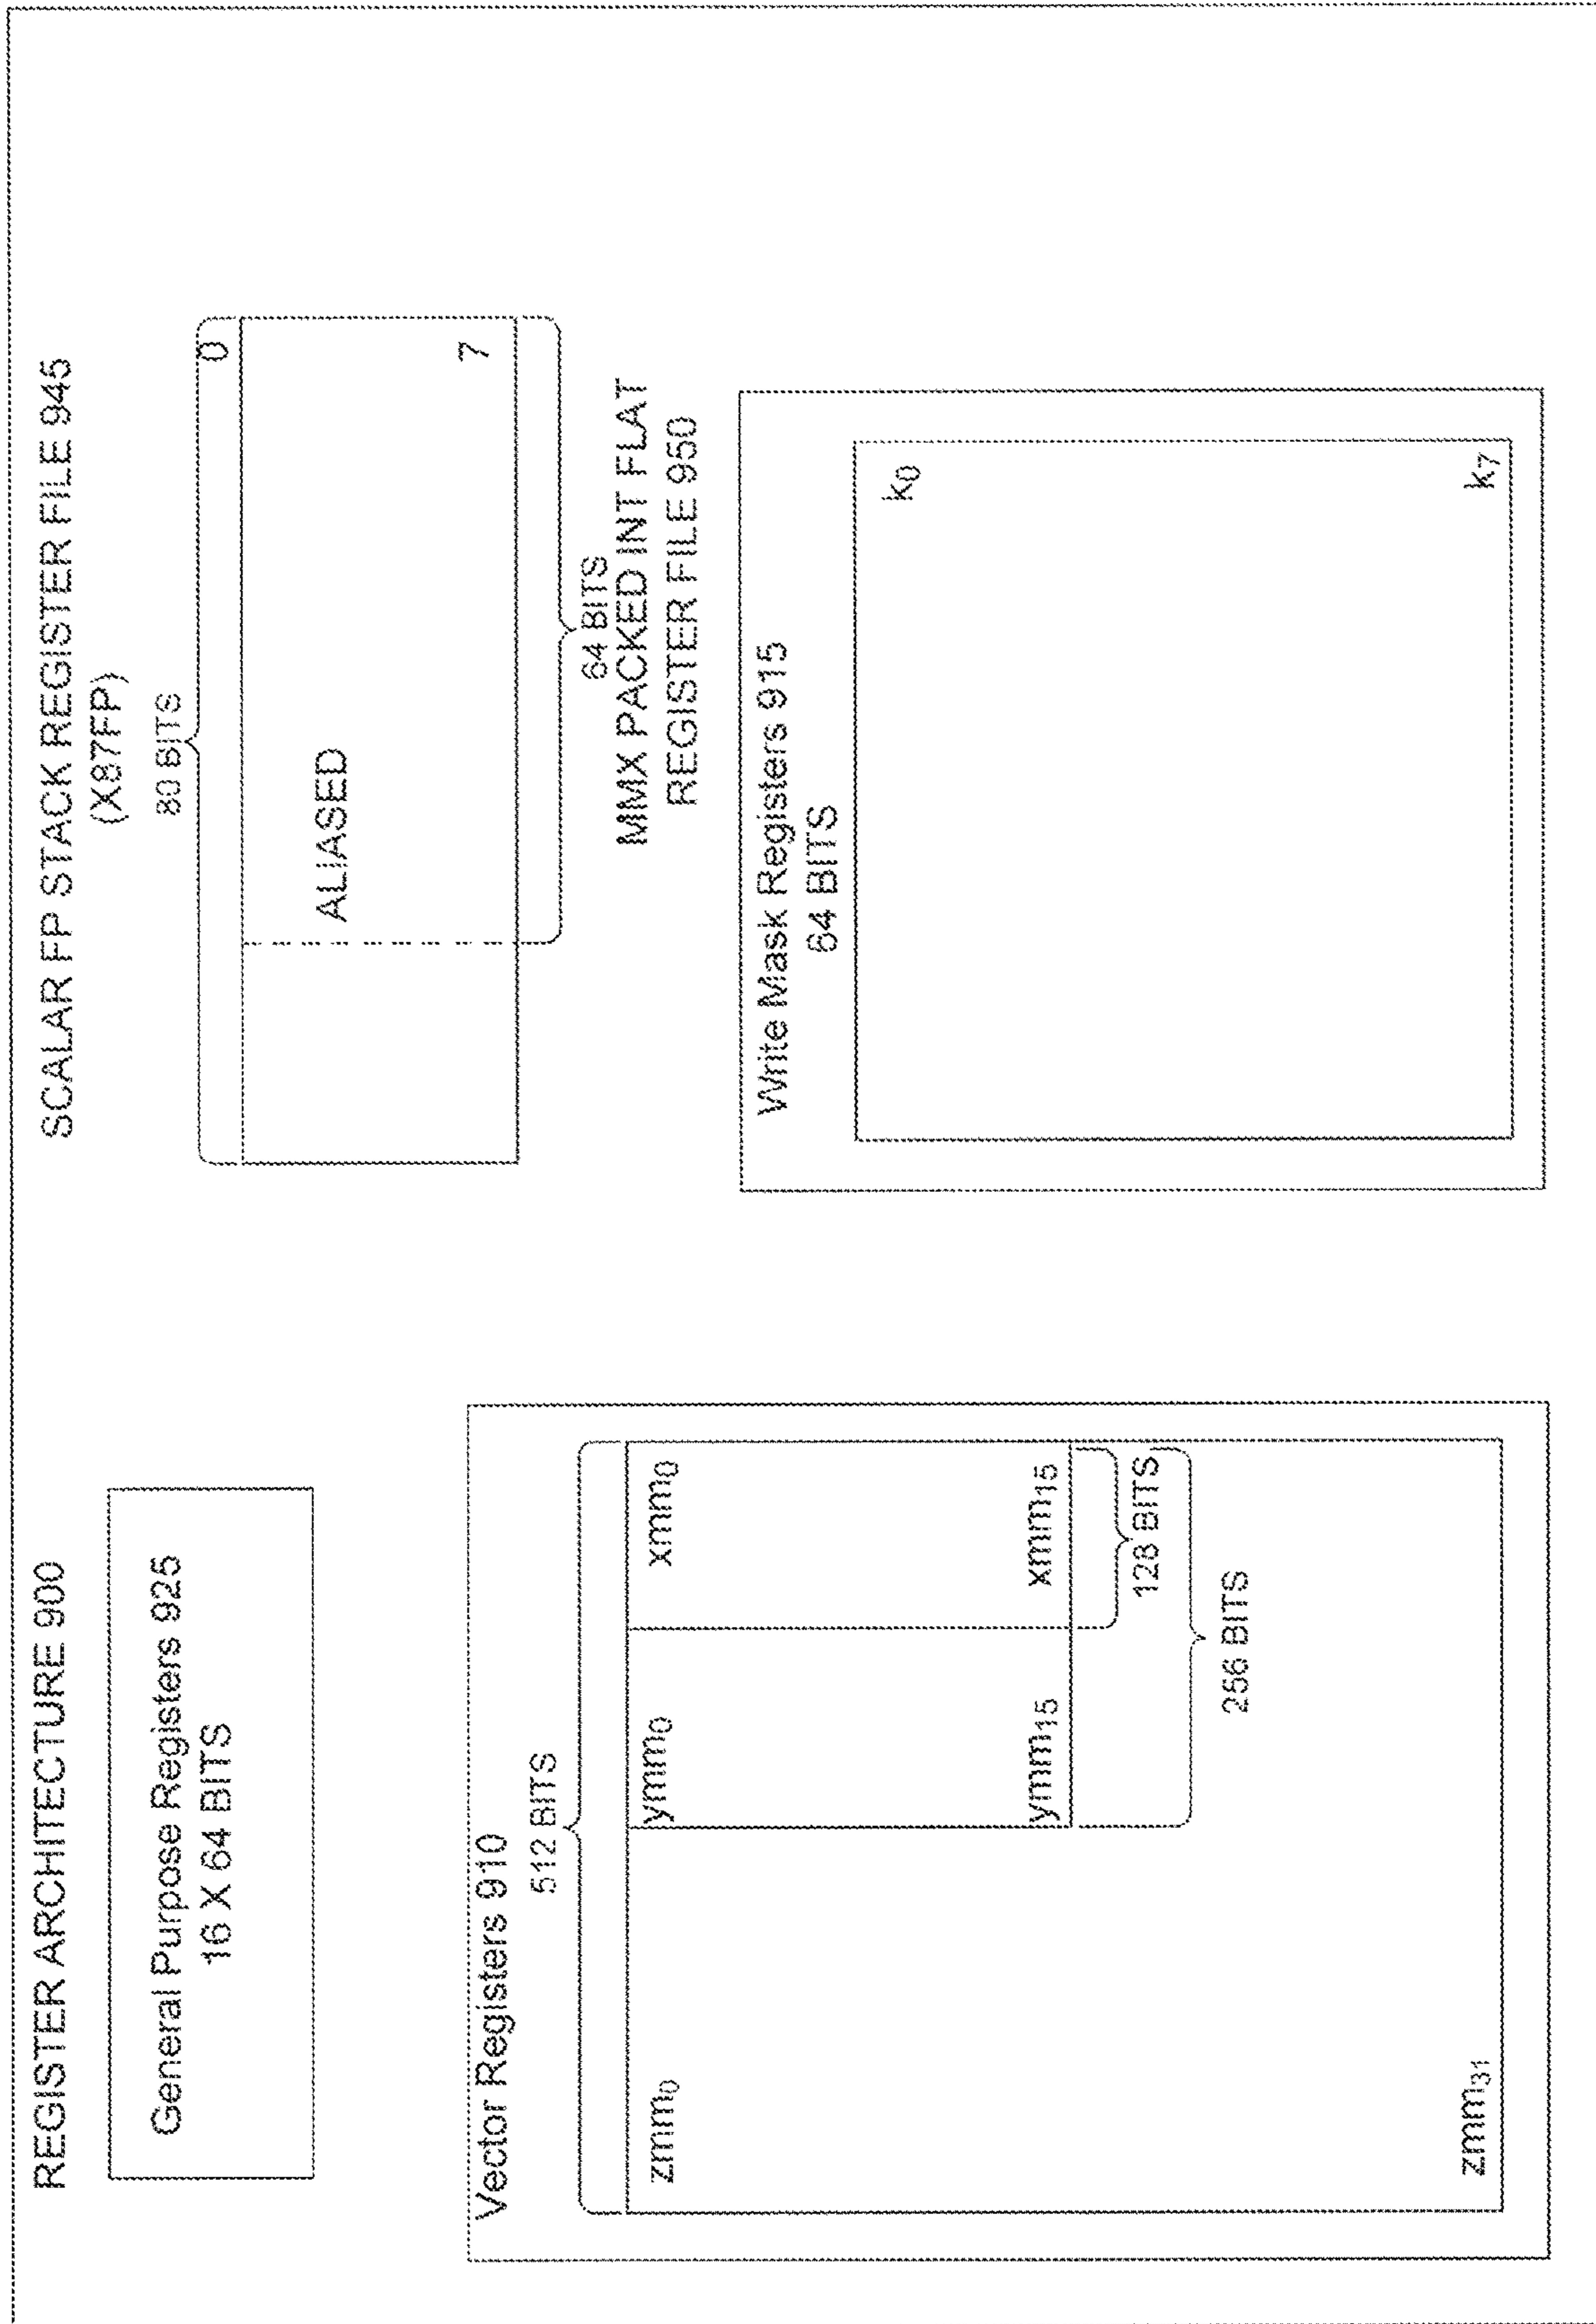 REGISTER ARCHITECTURE 900
General Purpose Registers 925
16 X 64 BITS
Vector Registers 910
512 BITS
zmm0
ymm0
xmm0
ymm15
xmm15
128 BITS
256 BITS
zmm31
SCALAR FP STACK REGISTER FILE 945
(X87FP)
80 BITS
0
ALIASED
7
64 BITS
MMX PACKED INT FLAT
REGISTER FILE 950
Write Mask Registers 915
64 BITS
k0
k7